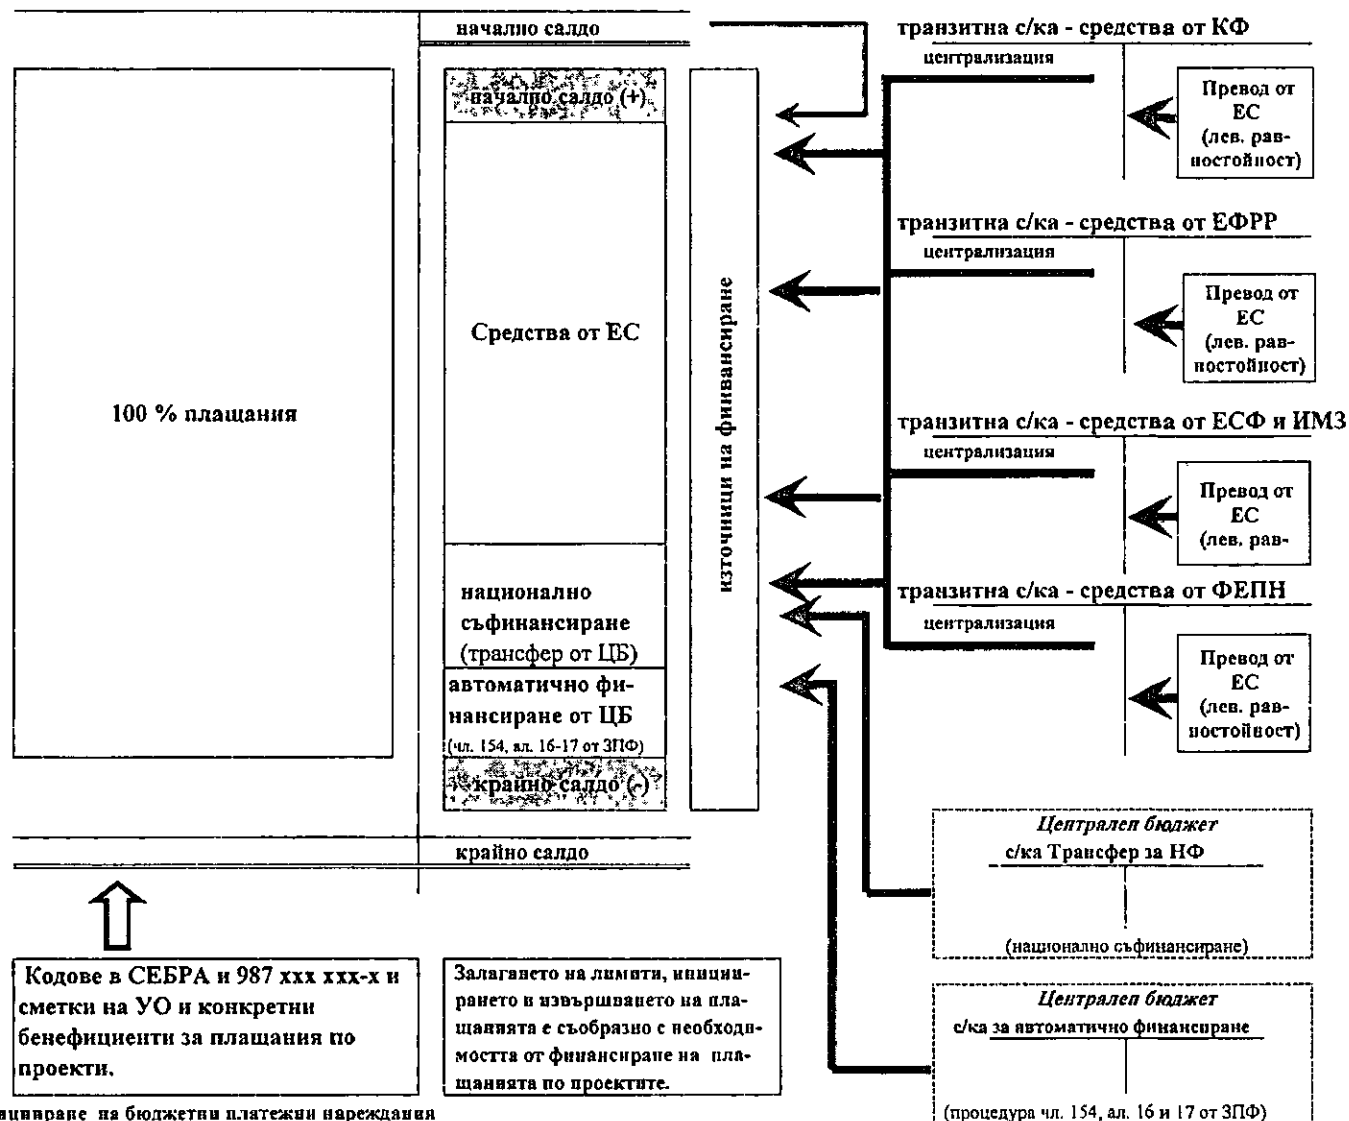 начално салдо
начално салдо (+)
Средства от ЕС
100 % плащания
национално
съфинансиране
(трансфер от ЦБ)
автоматично фи-
нансиране от ЦБ
(чл. 154, ал. 16-17 от ЗПФ)
крайно салдо (-)
крайно салдо
източници на финвансиране
транзитна с/ка - средства от КФ
централизация
Превод от
ЕС
(лев. рав-
ностойност)
транзитна с/ка - средства от ЕФРР
централизация
Превод от
ЕС
(лев. рав-
ностойност)
транзитна с/ка - средства от ЕСФ и ИМЗ
централизация
Превод от
ЕС
(лев. рав-
транзитна с/ка - средства от ФЕПН
централизация
Превод от
ЕС
(лев. рав-
ностойност)
Централен бюджет
с/ка Трансфер за НФ
(национално съфинансиране)
Централен бюджет
с/ка за автоматично финансиране
(процедура чл. 154, ал. 16 и 17 от ЗПФ)
Кодове в СЕБРА и 987 xxx xxx-x и
сметки на УО и конкретни
бенефициенти за плащания по
проекти.
Залагането на лимити, иниции-
рането и извършването на пла-
щанията е съобразно с необходи-
мостта от финансиране на пла-
щанията по проектите.
на бюджетни платежни нареждания